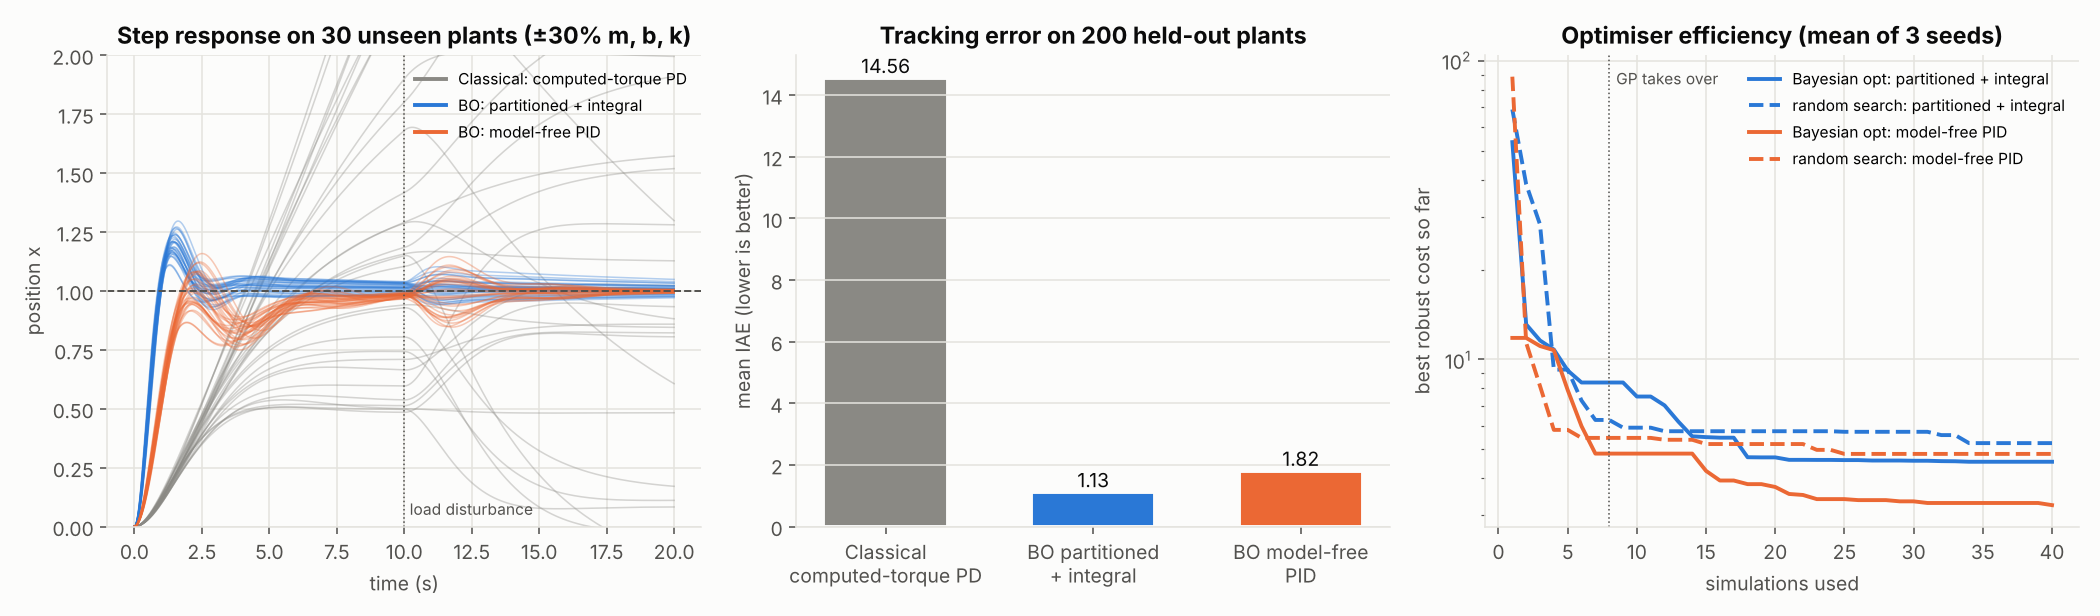 Step response on 30 unseen plants (±30% m, b, k)
position x
2.00
1.75
1.50
1.25
1.00
0.75
0.50
0.25
0.00
Classical: computed-torque PD
BO: partitioned + integral
BO: model-free PID
load disturbance
0.0 2.5 5.0 7.5 10.0 12.5 15.0 17.5 20.0
time (s)
Tracking error on 200 held-out plants
mean IAE (lower is better)
14
12
10
8
6
4
2
0
14.56
1.13
1.82
Classical
computed-torque PD
BO partitioned
+ integral
BO model-free
PID
Optimiser efficiency (mean of 3 seeds)
best robust cost so far
10²
10¹
GP takes over
Bayesian opt: partitioned + integral
random search: partitioned + integral
Bayesian opt: model-free PID
random search: model-free PID
0 5 10 15 20 25 30 35 40
simulations used